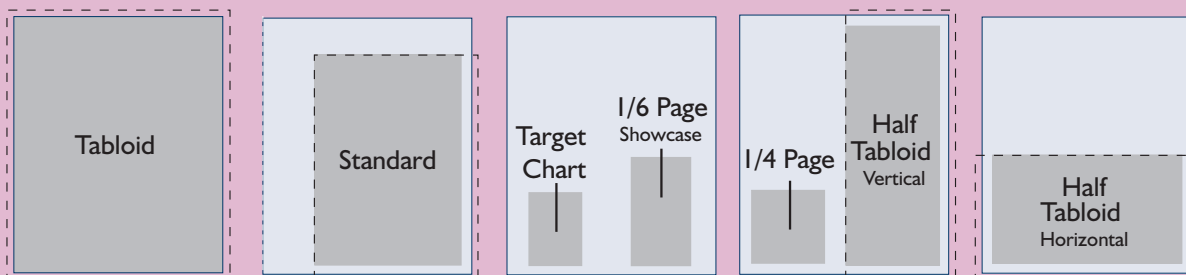 Tabloid
Standard
Target
Chart
1/6 Page
Showcase
1/4 Page
Half
Tabloid
Vertical
Half
Tabloid
Horizontal